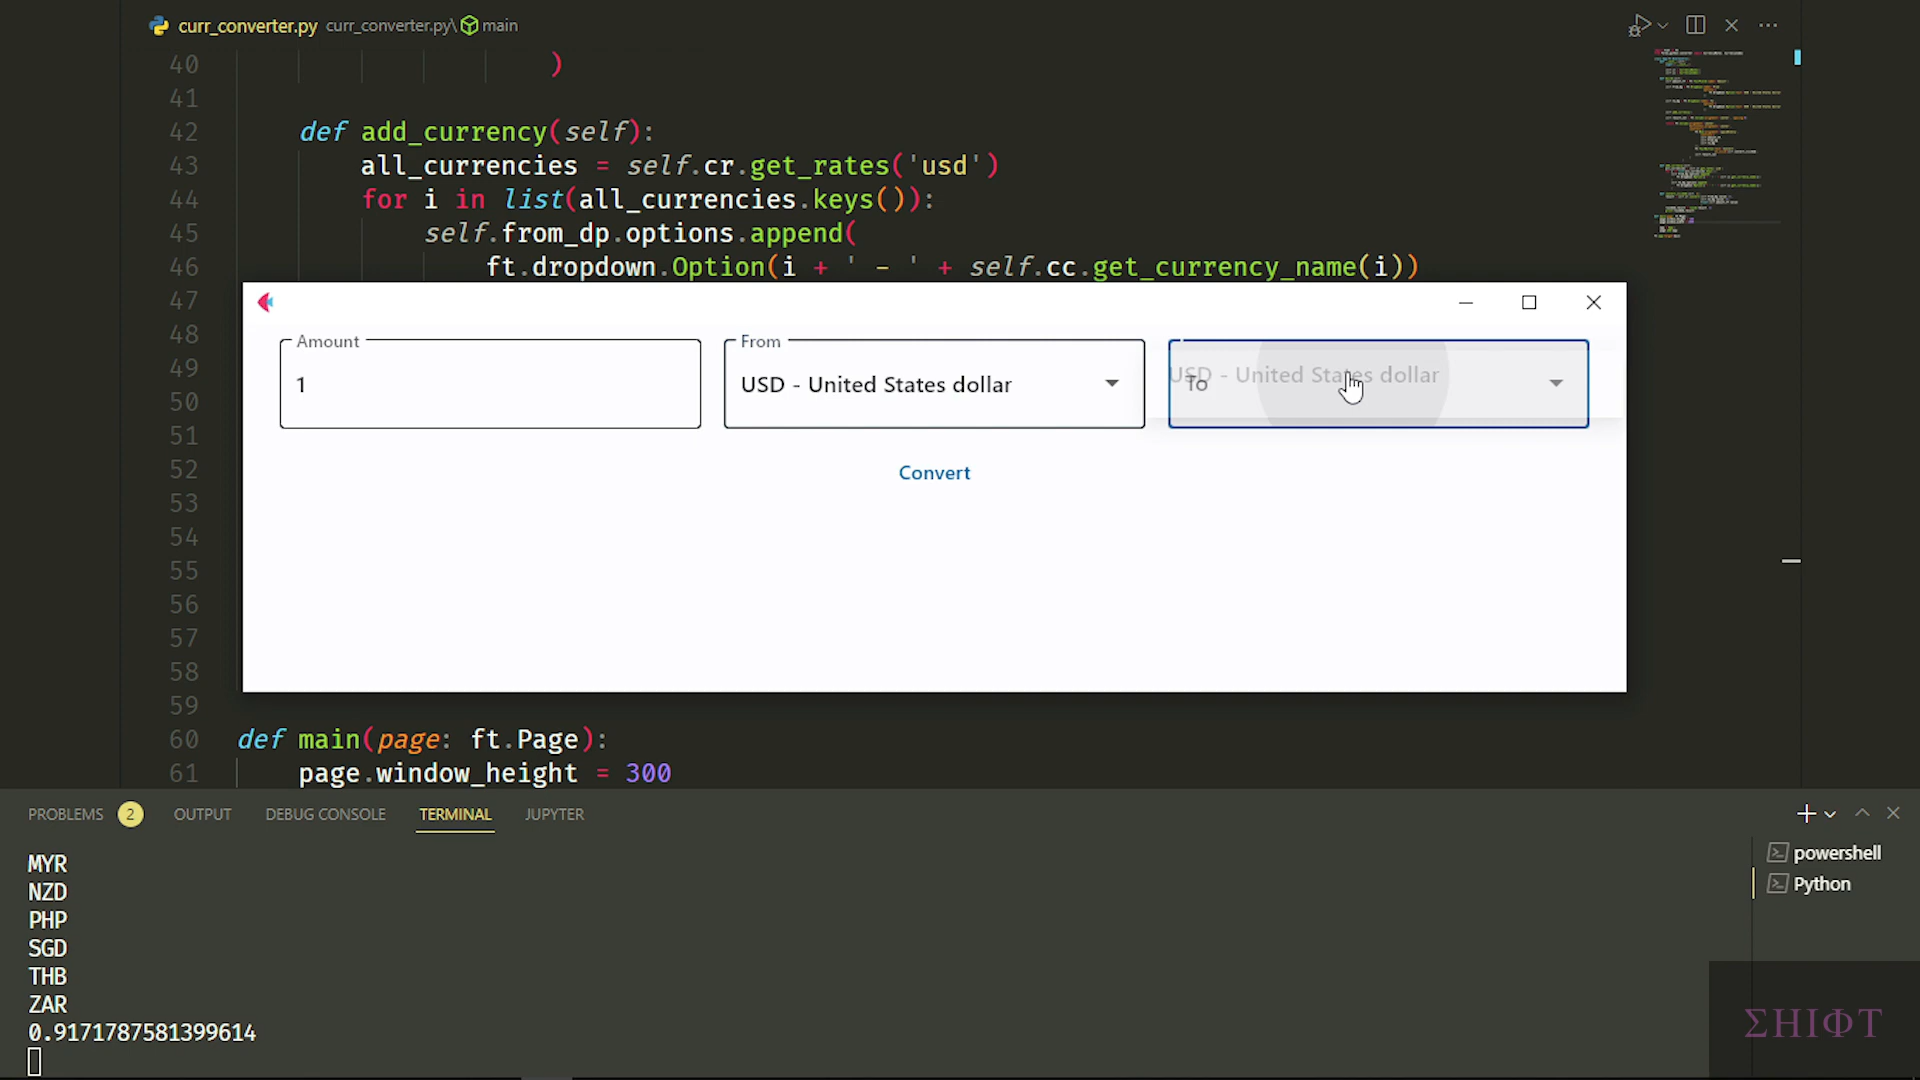 curr_converter.py curr_converter.py\ main
40 )
41
42 def add_currency(self):
43 all_currencies = self.cr.get_rates('usd')
44 for i in list(all_currencies.keys()):
45 self.from_dp.options.append(
46 ft.dropdown.Option(i + ' - ' + self.cc.get_currency_name(i))
47
48
49
50
51
52
53
54
55
56
57
58
59
60 def main(page: ft.Page):
61 page.window_height = 300
Amount
1
From
USD - United States dollar
To
USD - United States dollar
Convert
PROBLEMS 2 OUTPUT DEBUG CONSOLE TERMINAL JUPYTER
MYR
NZD
PHP
SGD
THB
ZAR
0.9171787581399614
powershell
Python
ΣHIΦT